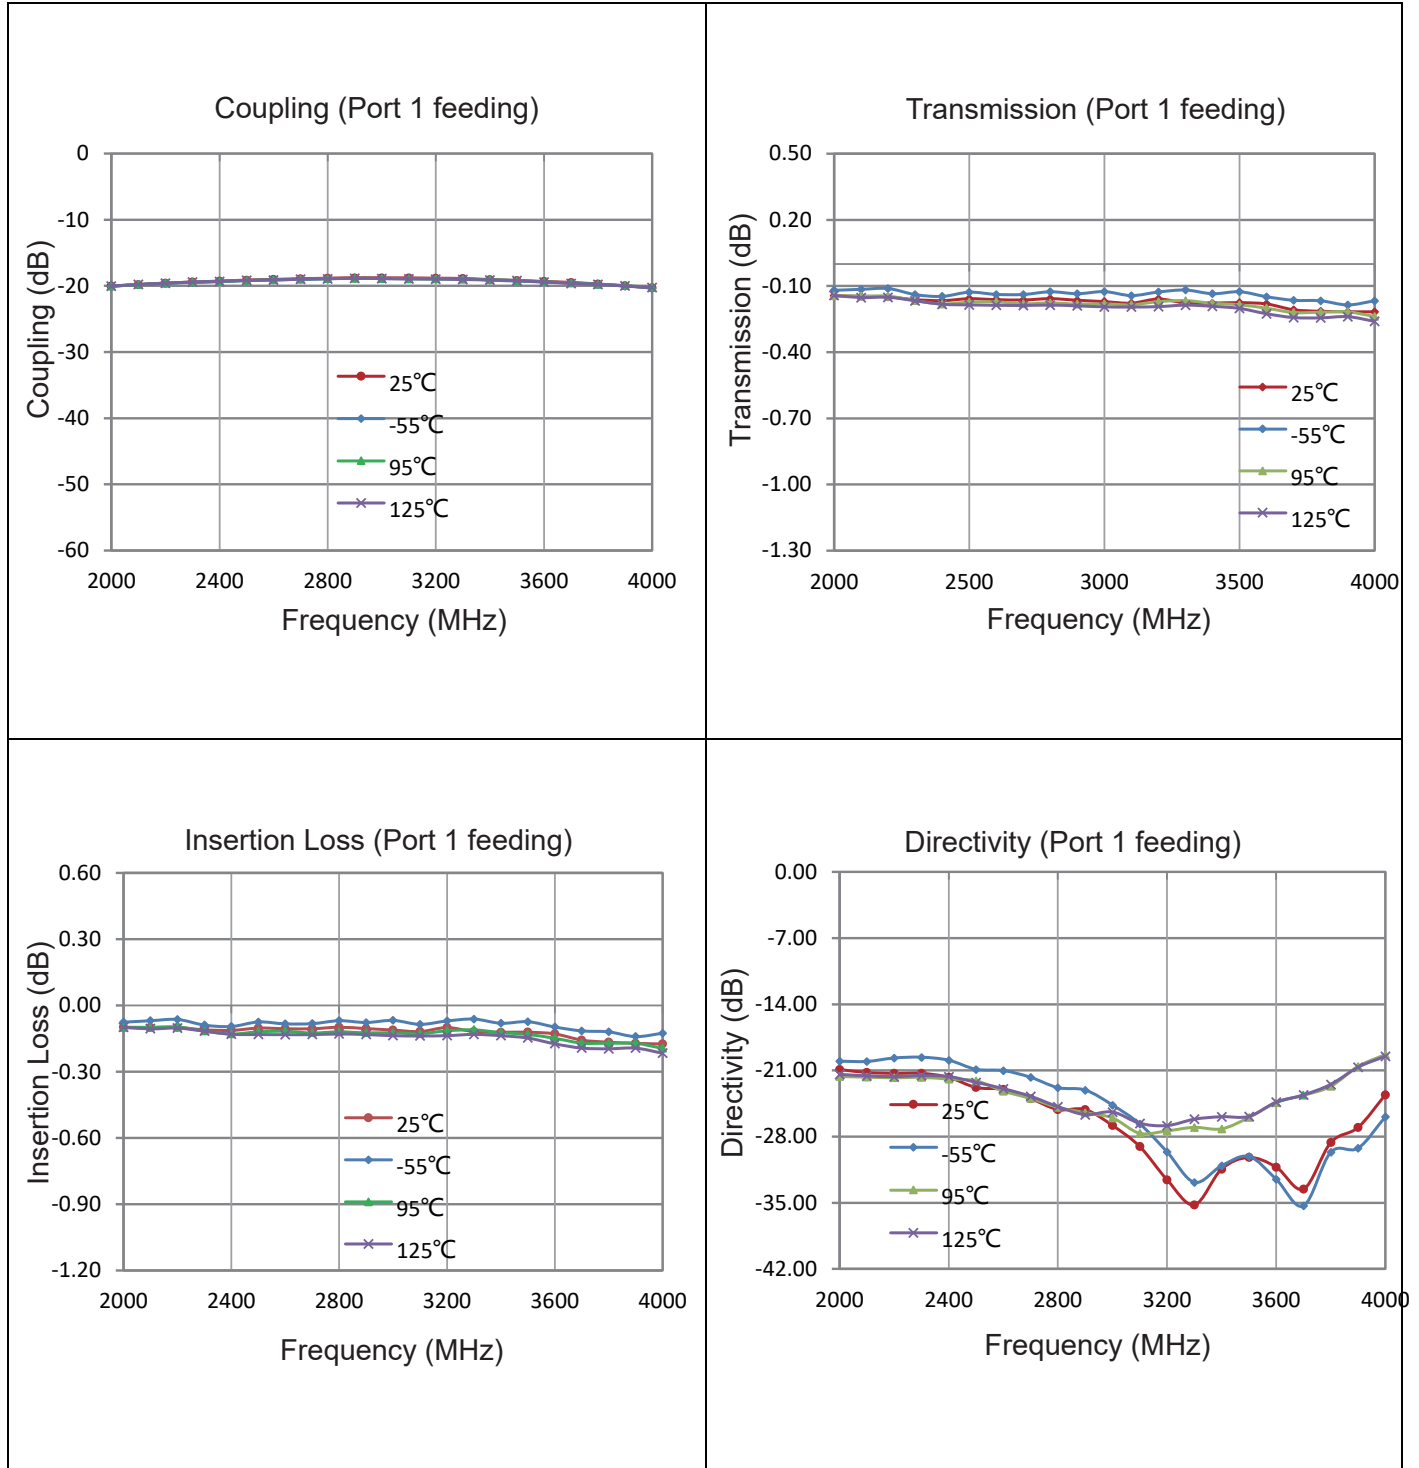 Coupling (Port 1 feeding)
0
-10
-20
-30
-40
-50
-60
Coupling (dB)
25℃
-55℃
95℃
125℃
2000 2400 2800 3200 3600 4000
Frequency (MHz)
Transmission (Port 1 feeding)
0.50
0.20
-0.10
-0.40
-0.70
-1.00
-1.30
Transmission (dB)
25℃
-55℃
95℃
125℃
2000 2500 3000 3500 4000
Frequency (MHz)
Insertion Loss (Port 1 feeding)
0.60
0.30
0.00
-0.30
-0.60
-0.90
-1.20
Insertion Loss (dB)
25℃
-55℃
95℃
125℃
2000 2400 2800 3200 3600 4000
Frequency (MHz)
Directivity (Port 1 feeding)
0.00
-7.00
-14.00
-21.00
-28.00
-35.00
-42.00
Directivity (dB)
25℃
-55℃
95℃
125℃
2000 2400 2800 3200 3600 4000
Frequency (MHz)